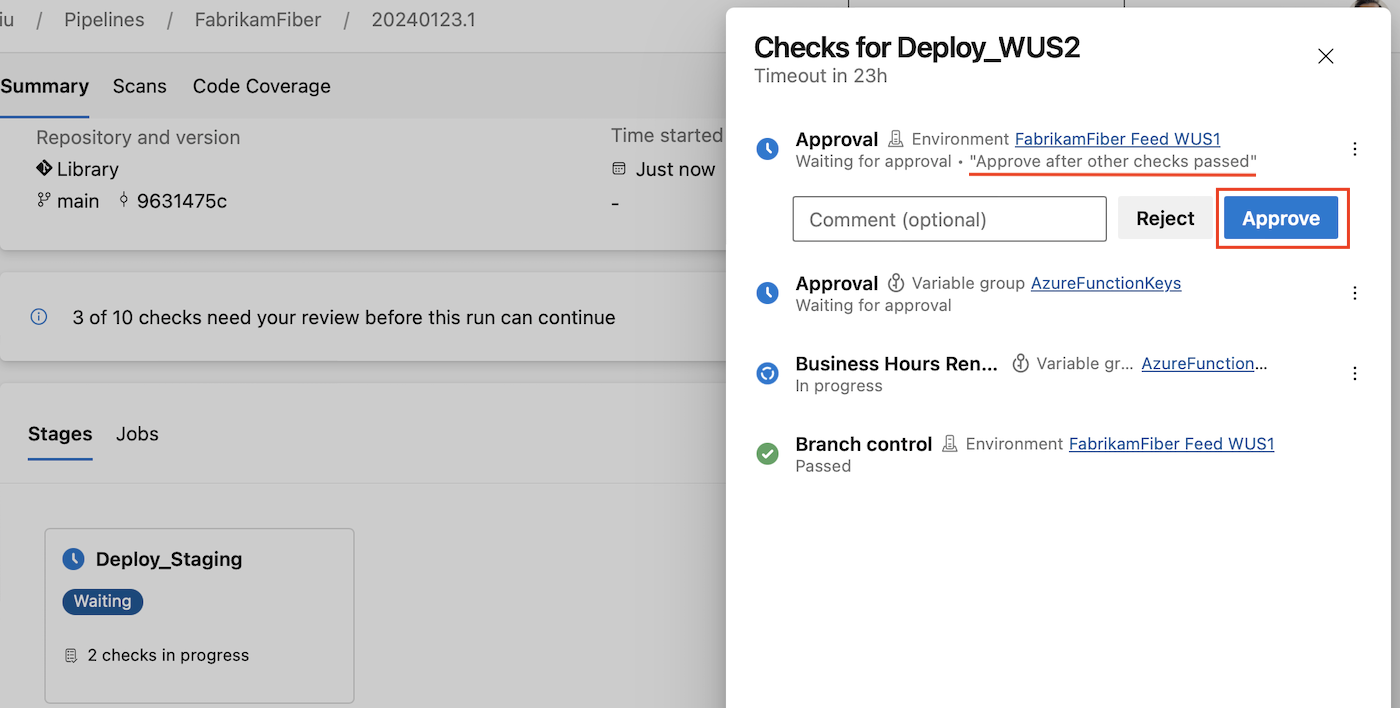 iu / Pipelines / FabrikamFiber / 20240123.1
Summary Scans Code Coverage
Repository and version
Library
main 9631475c
Time started
Just now
-
3 of 10 checks need your review before this run can continue
Stages Jobs
Deploy_Staging
Waiting
2 checks in progress
Checks for Deploy_WUS2
Timeout in 23h
Approval Environment FabrikamFiber Feed WUS1
Waiting for approval • "Approve after other checks passed"
Comment (optional) Reject Approve
Approval Variable group AzureFunctionKeys
Waiting for approval
Business Hours Ren... Variable gr... AzureFunction...
In progress
Branch control Environment FabrikamFiber Feed WUS1
Passed